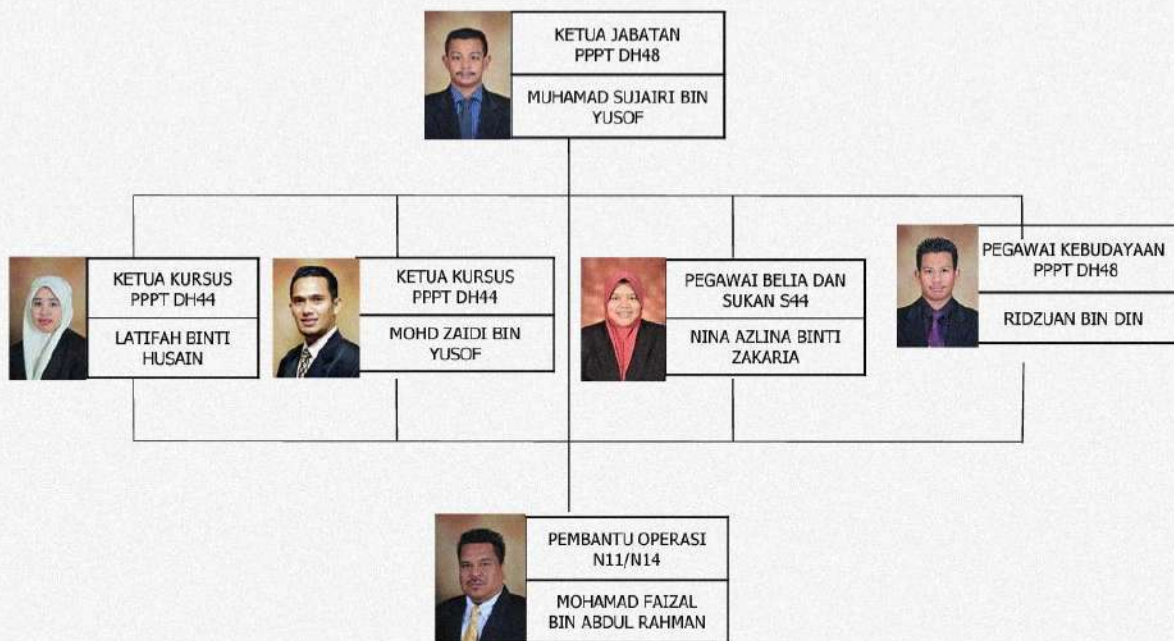 KETUA JABATAN
PPPT DH48
MUHAMAD SUJAIRI BIN
YUSOF
KETUA KURSUS
PPPT DH44
LATIFAH BINTI
HUSAIN
KETUA KURSUS
PPPT DH44
MOHD ZAIDI BIN
YUSOF
PEGAWAI BELIA DAN
SUKAN S44
NINA AZLINA BINTI
ZAKARIA
PEGAWAI KEBUDAYAAN
PPPT DH48
RIDZUAN BIN DIN
PEMBANTU OPERASI
N11/N14
MOHAMAD FAIZAL
BIN ABDUL RAHMAN